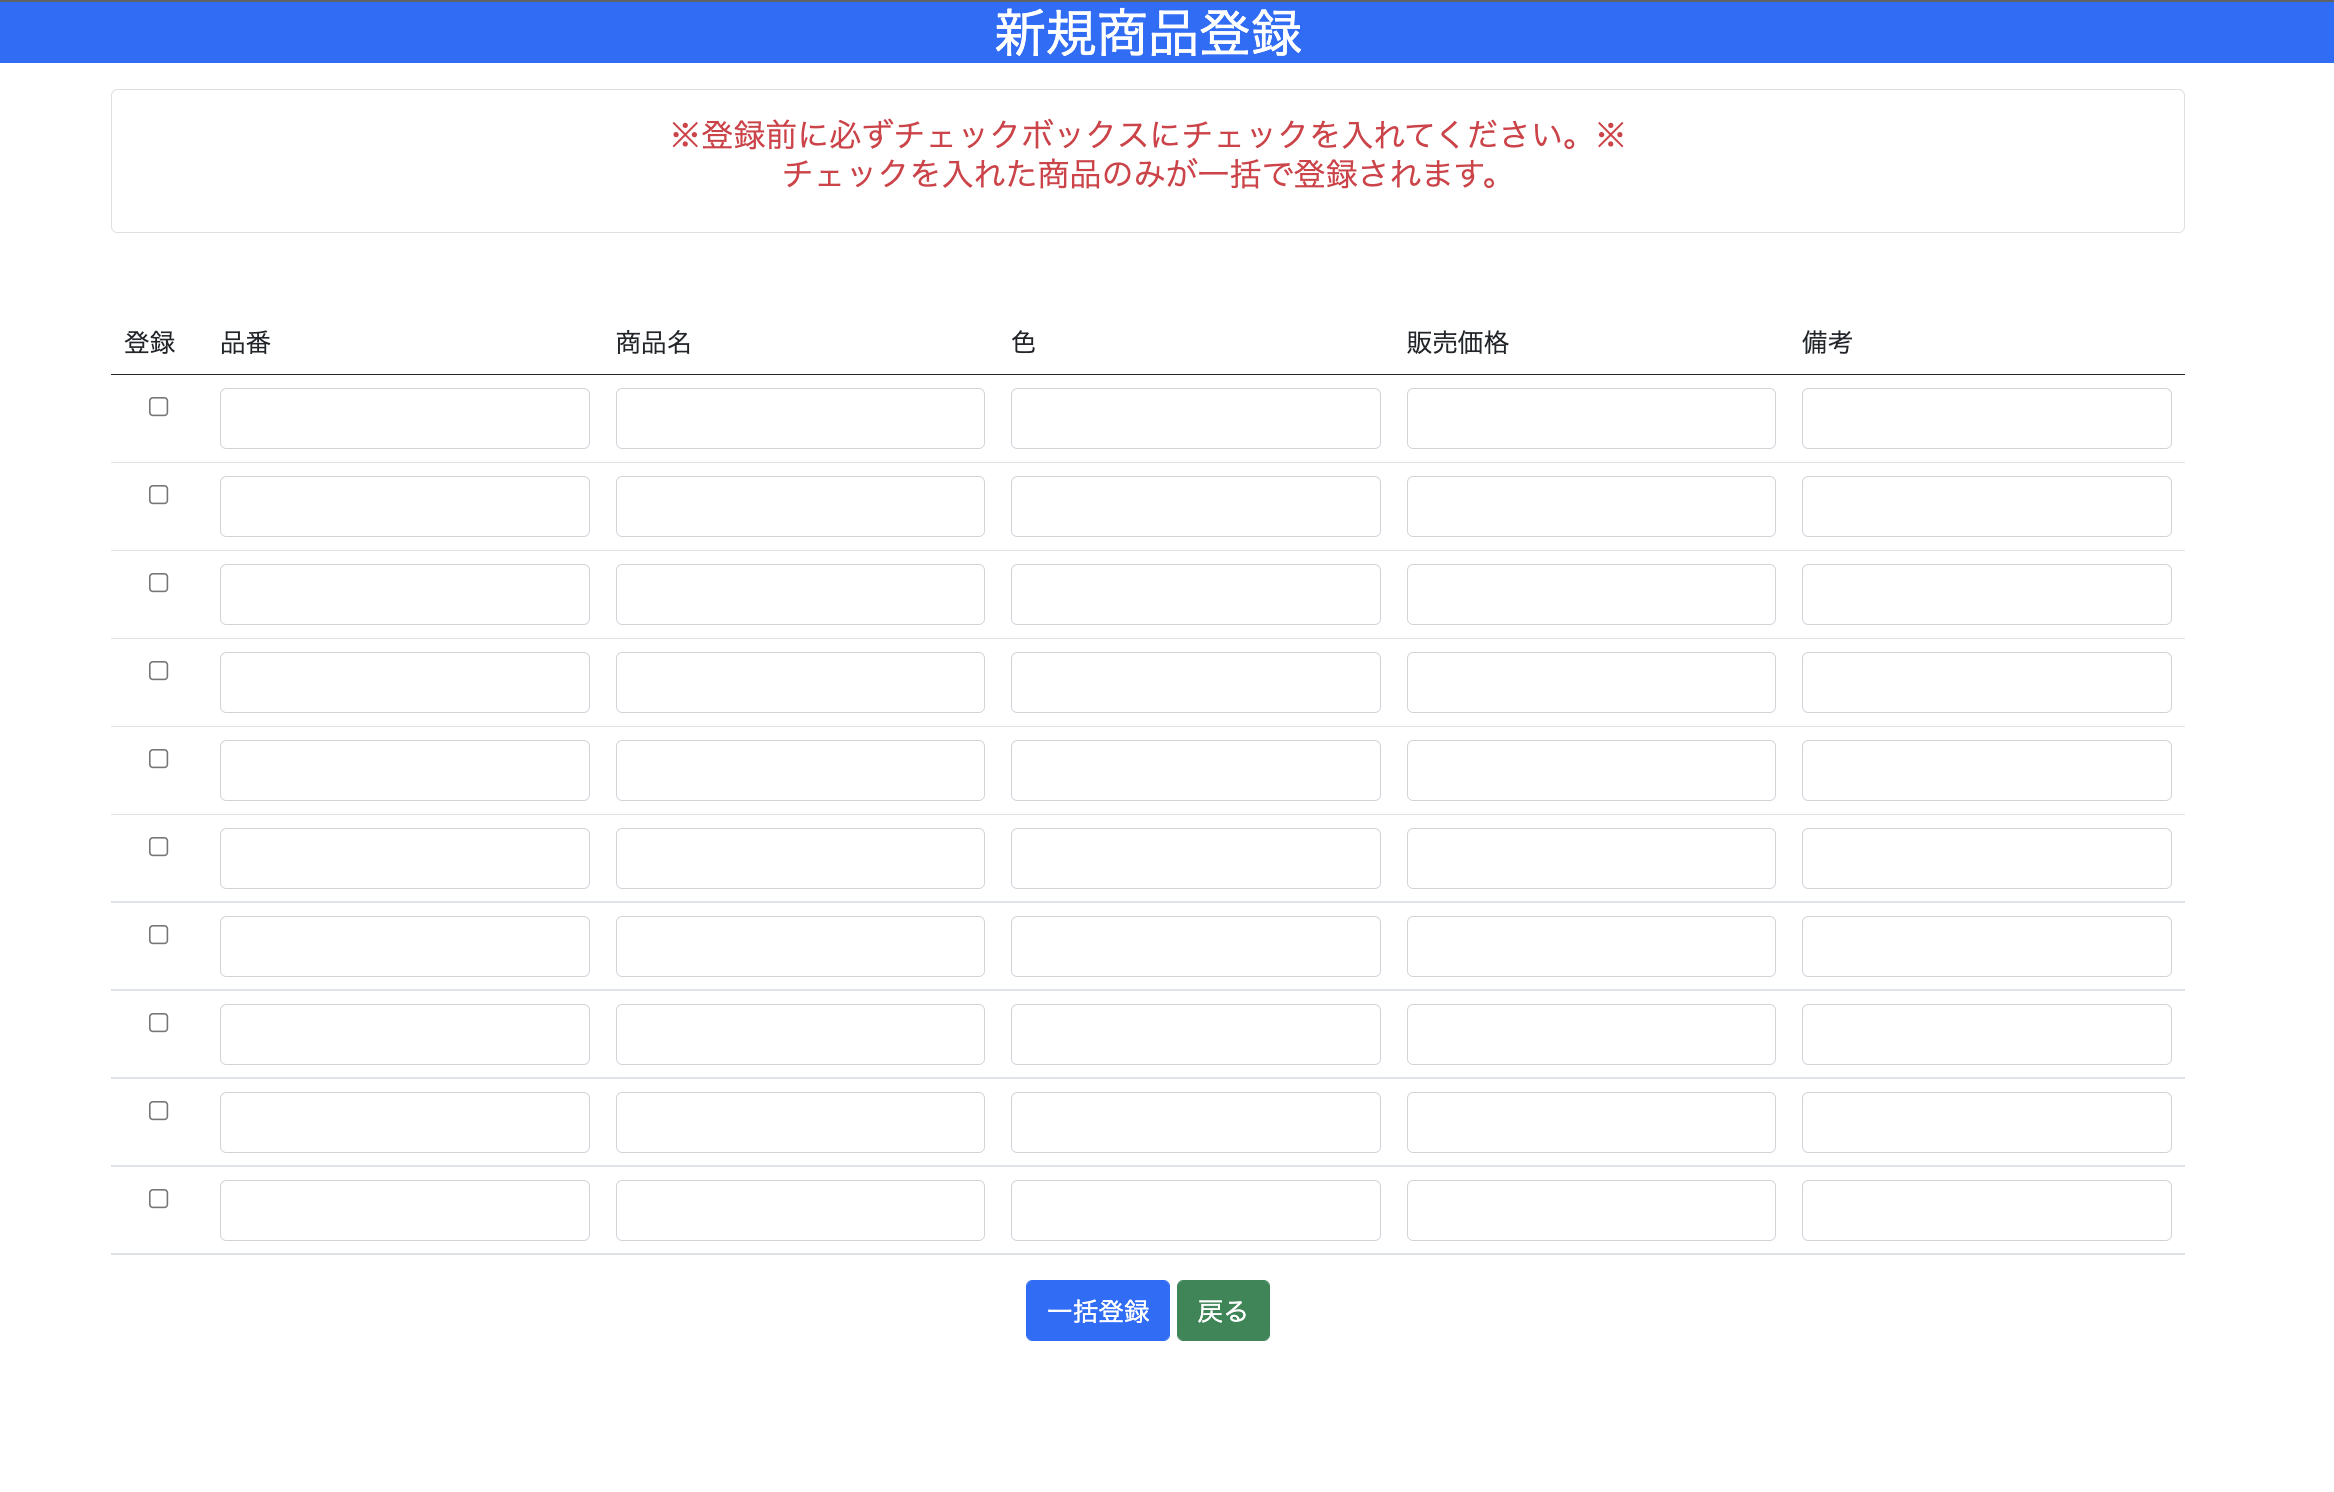 新規商品登録
※登録前に必ずチェックボックスにチェックを入れてください。※
チェックを入れた商品のみが一括で登録されます。
登録 品番 商品名 色 販売価格 備考
一括登録 戻る